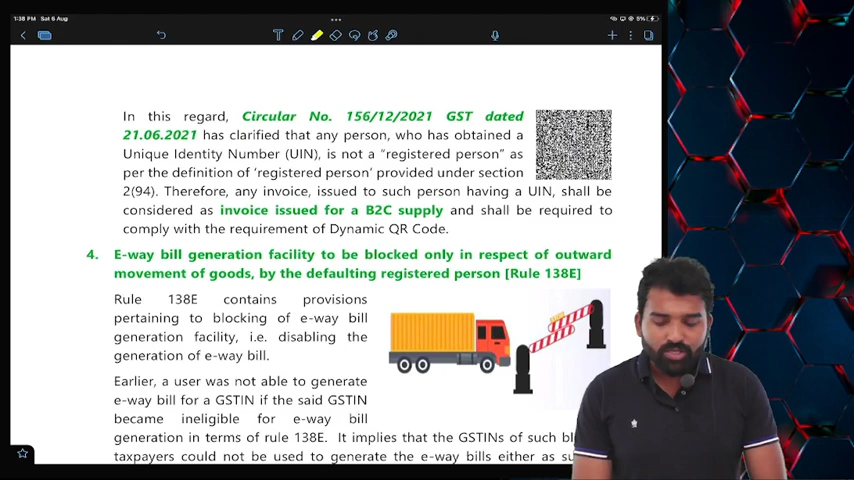 1:38 PM Sat 6 Aug
5%
In this regard, Circular No. 156/12/2021 GST dated
21.06.2021 has clarified that any person, who has obtained a
Unique Identity Number (UIN), is not a “registered person” as
per the definition of ‘registered person’ provided under section
2(94). Therefore, any invoice, issued to such person having a UIN, shall be
considered as invoice issued for a B2C supply and shall be required to
comply with the requirement of Dynamic QR Code.
4. E-way bill generation facility to be blocked only in respect of outward
movement of goods, by the defaulting registered person [Rule 138E]
Rule 138E contains provisions
pertaining to blocking of e-way bill
generation facility, i.e. disabling the
generation of e-way bill.
Earlier, a user was not able to generate
e-way bill for a GSTIN if the said GSTIN
became ineligible for e-way bill
generation in terms of rule 138E. It implies that the GSTINs of such
taxpayers could not be used to generate the e-way bills either as